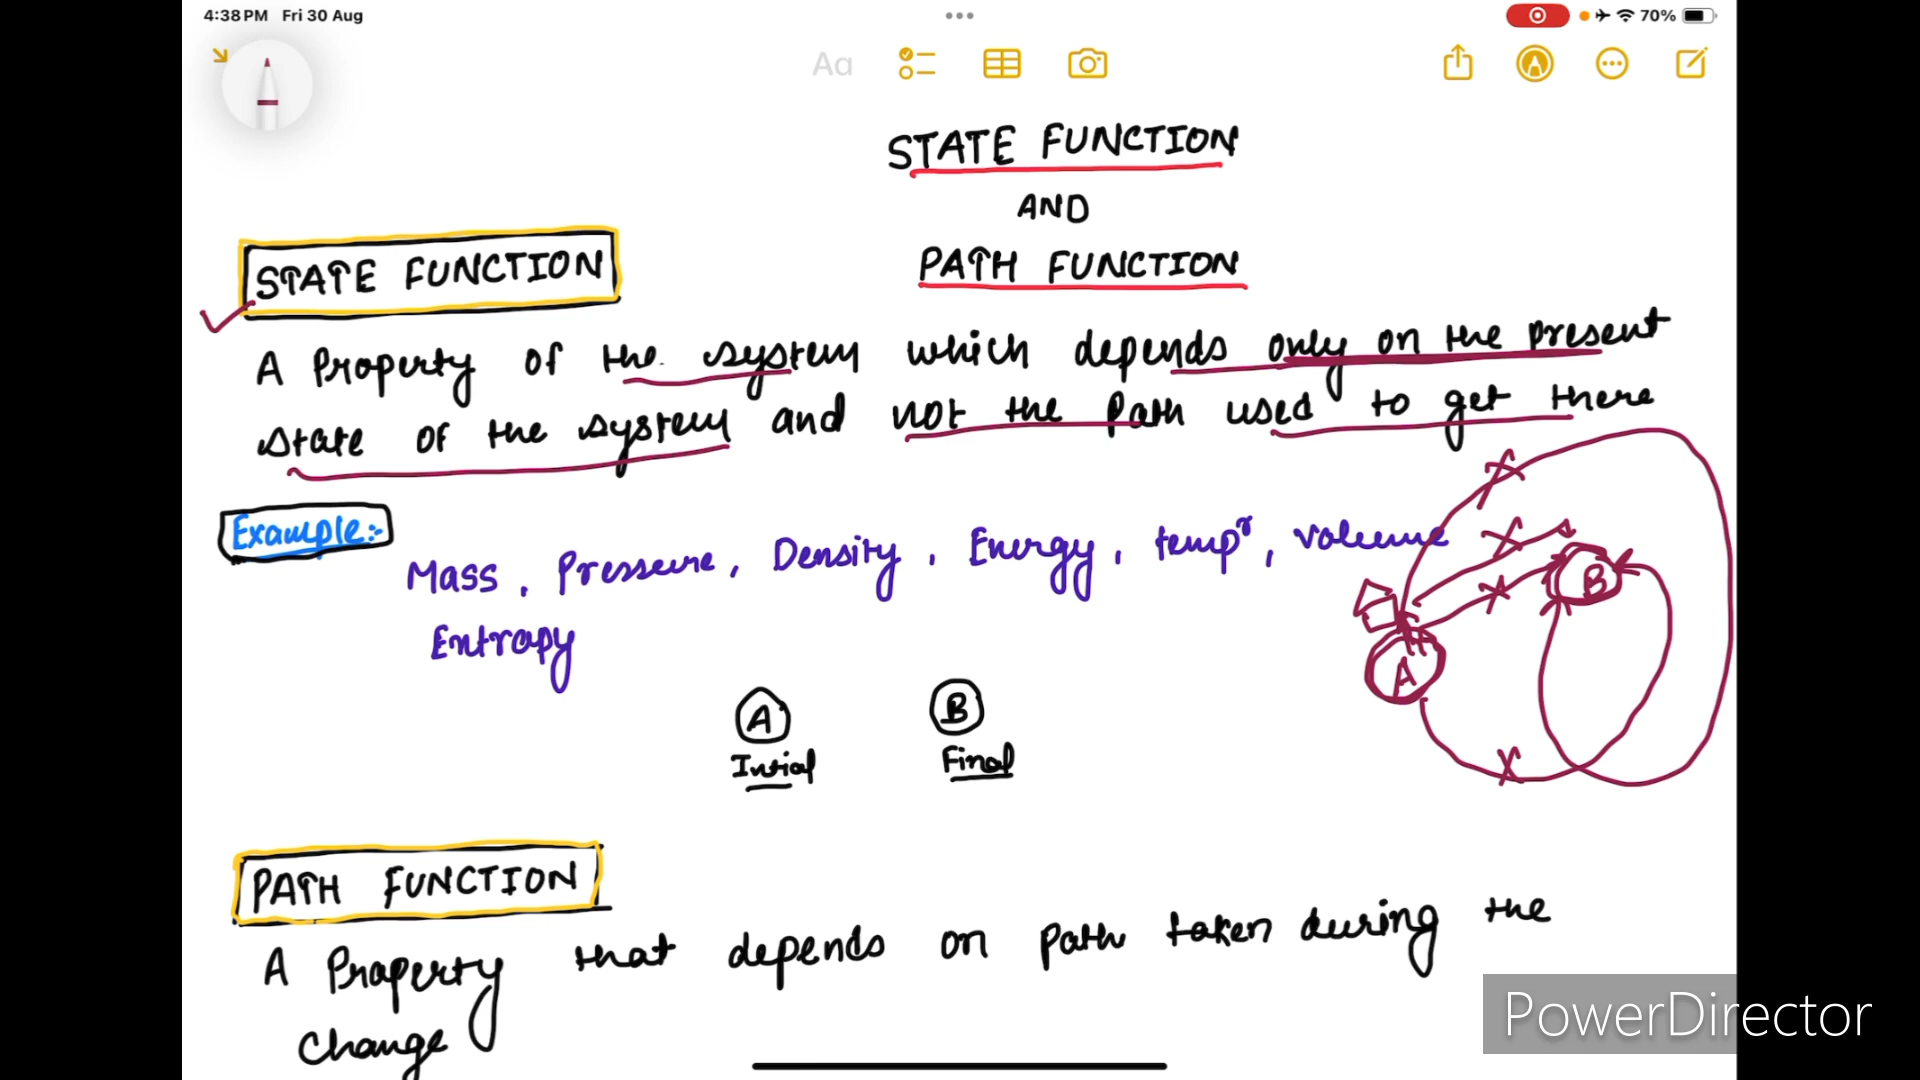 4:38 PM Fri 30 Aug
70%
Aa
STATE FUNCTION
AND
PATH FUNCTION
STATE FUNCTION
A Property of the system which depends only on the present
state of the system and not the path used to get there
Example:-
Mass, Pressure, Density, Energy, tempr, volume
Entropy
A
B
Intial
Final
A
B
PATH FUNCTION
A Property that depends on path taken during the
change
PowerDirector